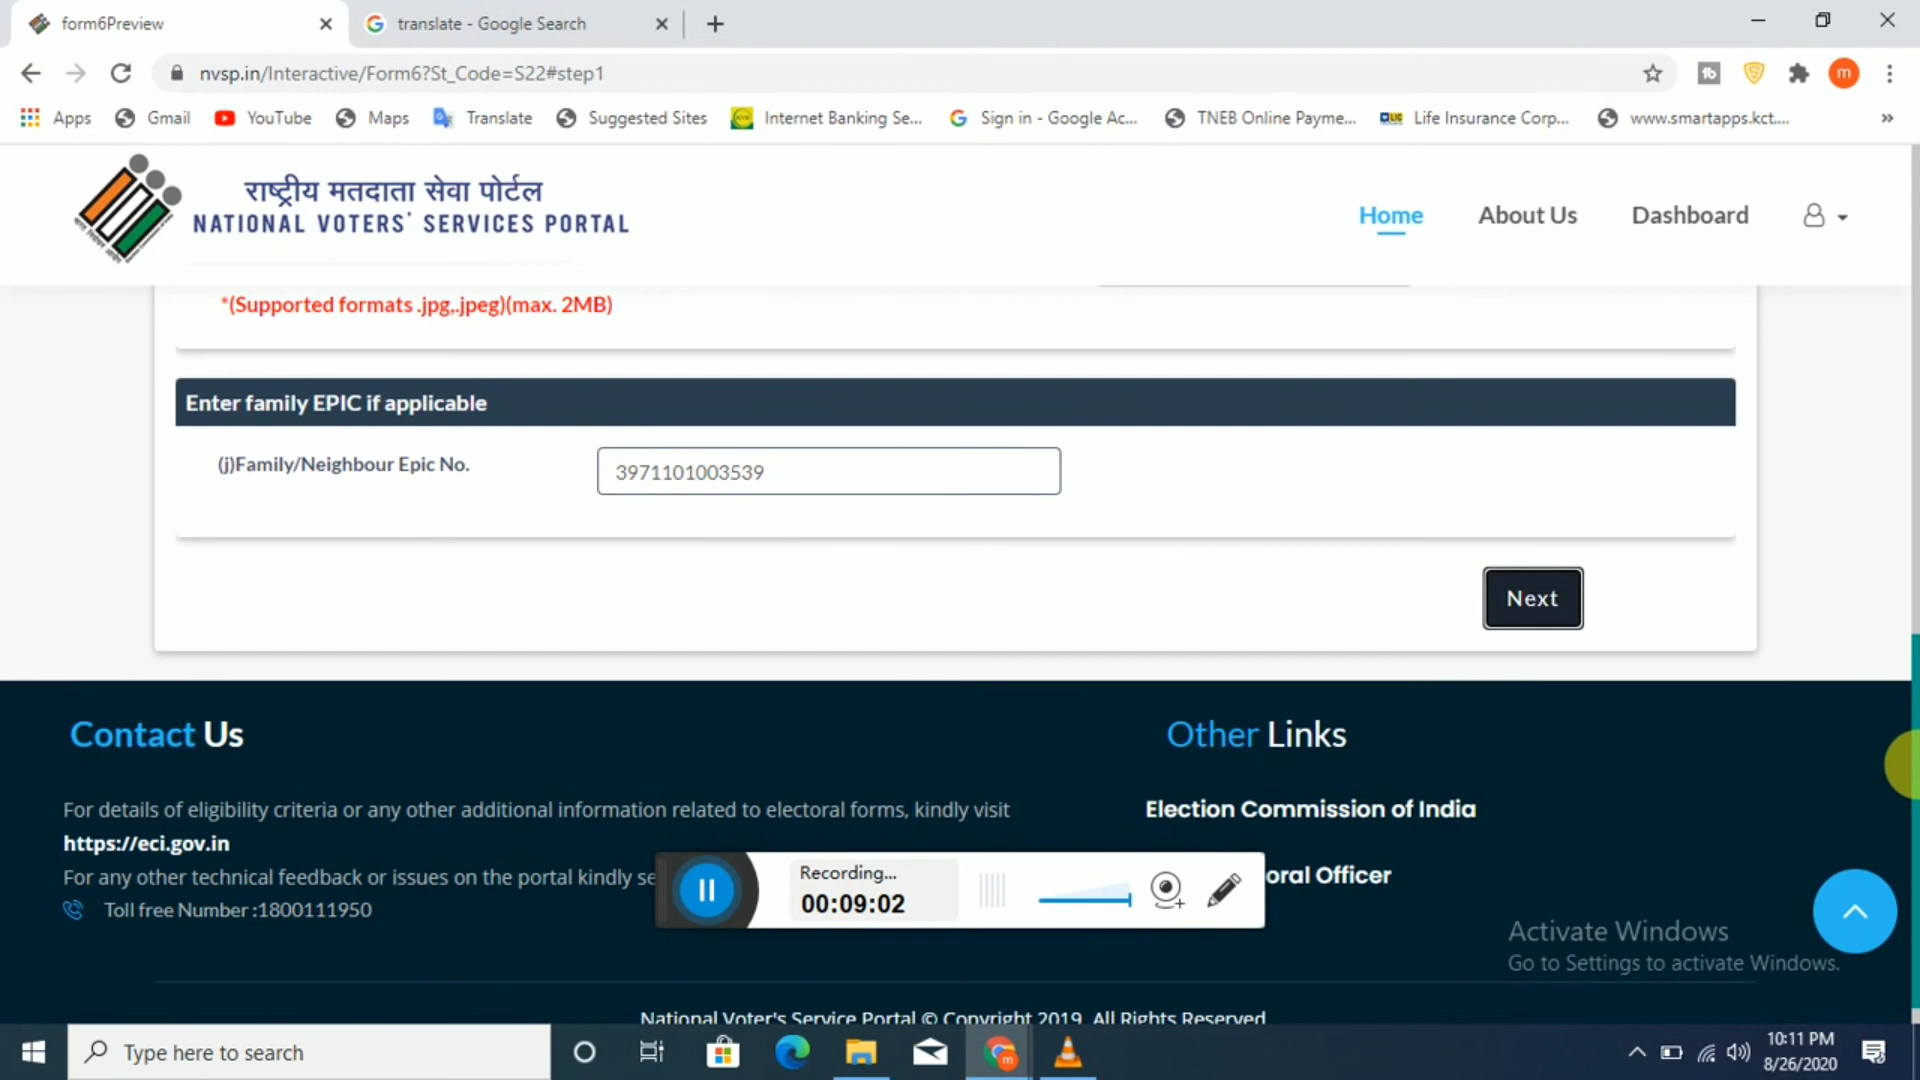 form6Preview
translate - Google Search
nvsp.in/Interactive/Form6?St_Code=S22#step1
m
Apps
Gmail
YouTube
Maps
Translate
Suggested Sites
Internet Banking Se...
Sign in - Google Ac...
TNEB Online Payme...
LIC
Life Insurance Corp...
www.smartapps.kct....
»
राष्ट्रीय मतदाता सेवा पोर्टल
NATIONAL VOTERS' SERVICES PORTAL
Home
About Us
Dashboard
*(Supported formats .jpg,.jpeg)(max. 2MB)
Enter family EPIC if applicable
(j)Family/Neighbour Epic No.
3971101003539
Next
Contact Us
Other Links
For details of eligibility criteria or any other additional information related to electoral forms, kindly visit
https://eci.gov.in
For any other technical feedback or issues on the portal kindly se
Toll free Number :1800111950
Election Commission of India
oral Officer
Recording...
00:09:02
Activate Windows
Go to Settings to activate Windows.
National Voter's Service Portal © Copyright 2019. All Rights Reserved
Type here to search
m
10:11 PM
8/26/2020